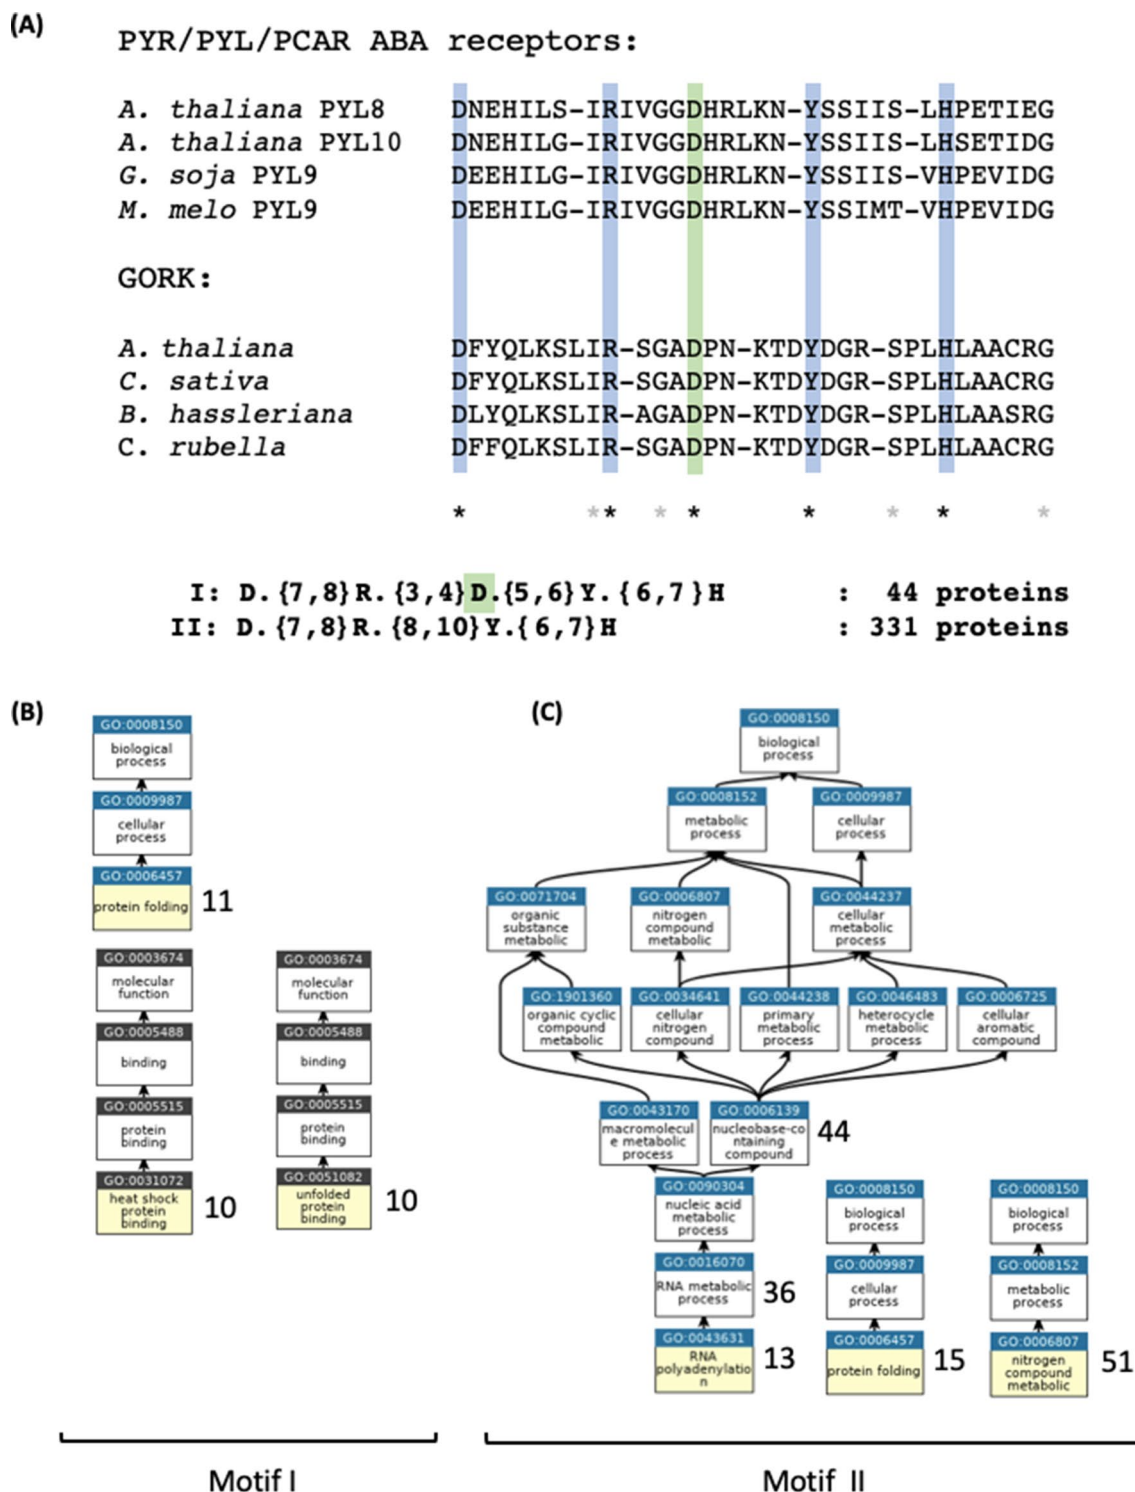 (A)
PYR/PYL/PCAR ABA receptors:
A. thaliana PYL8 DNEHILS-IRIVGGDHRLKN-YSSIIS-LHPETIEG
A. thaliana PYL10 DNEHILG-IRIVGGDHRLKN-YSSIIS-LHSETIDG
G. soja PYL9 DEEHILG-IRIVGGDHRLKN-YSSIIS-VHPEVIDG
M. melo PYL9 DEEHILG-IRIVGGDHRLKN-YSSIMT-VHPEVIDG
GORK:
A. thaliana DFYQLKSLIR-SGADPN-KTDYDGR-SPLHLAACRG
C. sativa DFYQLKSLIR-SGADPN-KTDYDGR-SPLHLAACRG
B. hassleriana DLYQLKSLIR-AGADPN-KTDYDGR-SPLHLAASRG
C. rubella DFFQLKSLIR-SGADPN-KTDYDGR-SPLHLAACRG
* * * * * * * * *
I: D.{7,8}R.{3,4}D.{5,6}Y.{6,7}H : 44 proteins
II: D.{7,8}R.{8,10}Y.{6,7}H : 331 proteins
(B)
GO:0008150
biological
process
GO:0009987
cellular
process
GO:0006457
protein folding 11
GO:0003674
molecular
function
GO:0005488
binding
GO:0005515
protein
binding
GO:0031072
heat shock
protein
binding
10
GO:0003674
molecular
function
GO:0005488
binding
GO:0005515
protein
binding
GO:0051082
unfolded
protein
binding
10
Motif I
(C)
GO:0008150
biological
process
GO:0008152
metabolic
process
GO:0009987
cellular
process
GO:0071704
organic
substance
metabolic
GO:0006807
nitrogen
compound
metabolic
GO:0044237
cellular
metabolic
process
GO:1901360
organic cyclic
compound
metabolic
GO:0034641
cellular
nitrogen
compound
GO:0044238
primary
metabolic
process
GO:0046483
heterocycle
metabolic
process
GO:0006725
cellular
aromatic
compound
GO:0043170
macromolecul
e metabolic
process
GO:0006139
nucleobase-co
ntaining
compound
44
GO:0090304
nucleic acid
metabolic
process
GO:0016070
RNA metabolic
process
36
GO:0043631
RNA
polyadenylatio
n
13
GO:0008150
biological
process
GO:0009987
cellular
process
GO:0006457
protein folding 15
GO:0008150
biological
process
GO:0008152
metabolic
process
GO:0006807
nitrogen
compound
metabolic
51
Motif II